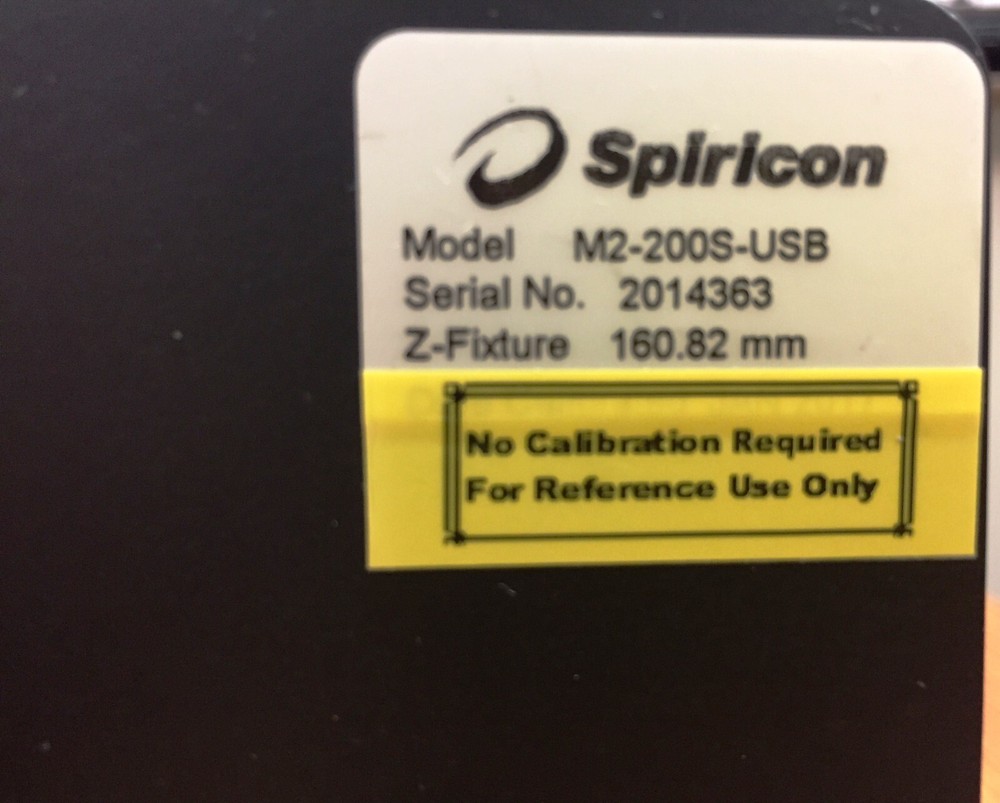 Spiricon
Model M2-200S-USB
Serial No. 2014363
Z-Fixture 160.82 mm
No Calibration Required
For Reference Use Only